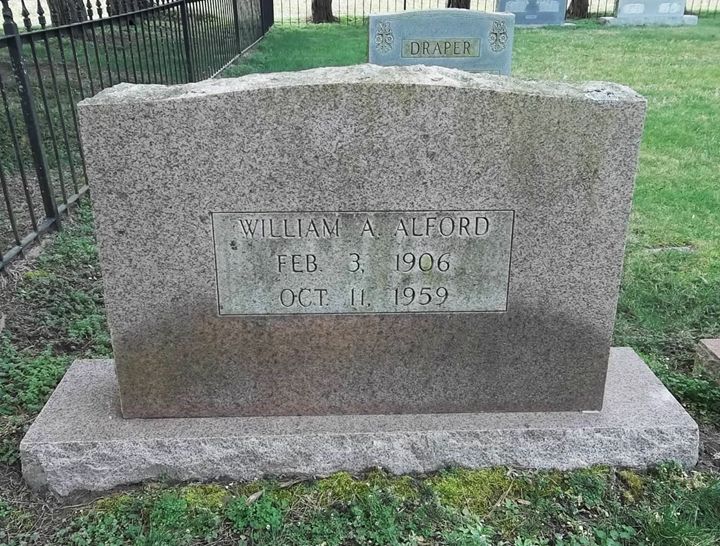 DRAPER
WILLIAM A. ALFORD
FEB. 3, 1906
OCT. 11, 1959